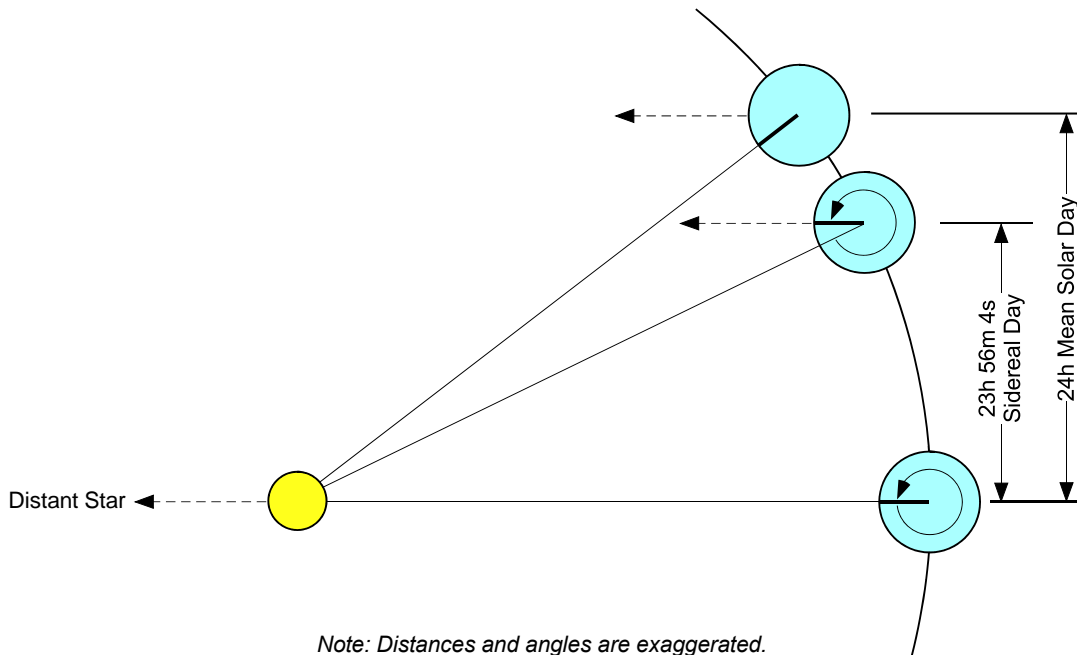 Distant Star
23h 56m 4s
Sidereal Day
24h Mean Solar Day
Note: Distances and angles are exaggerated.